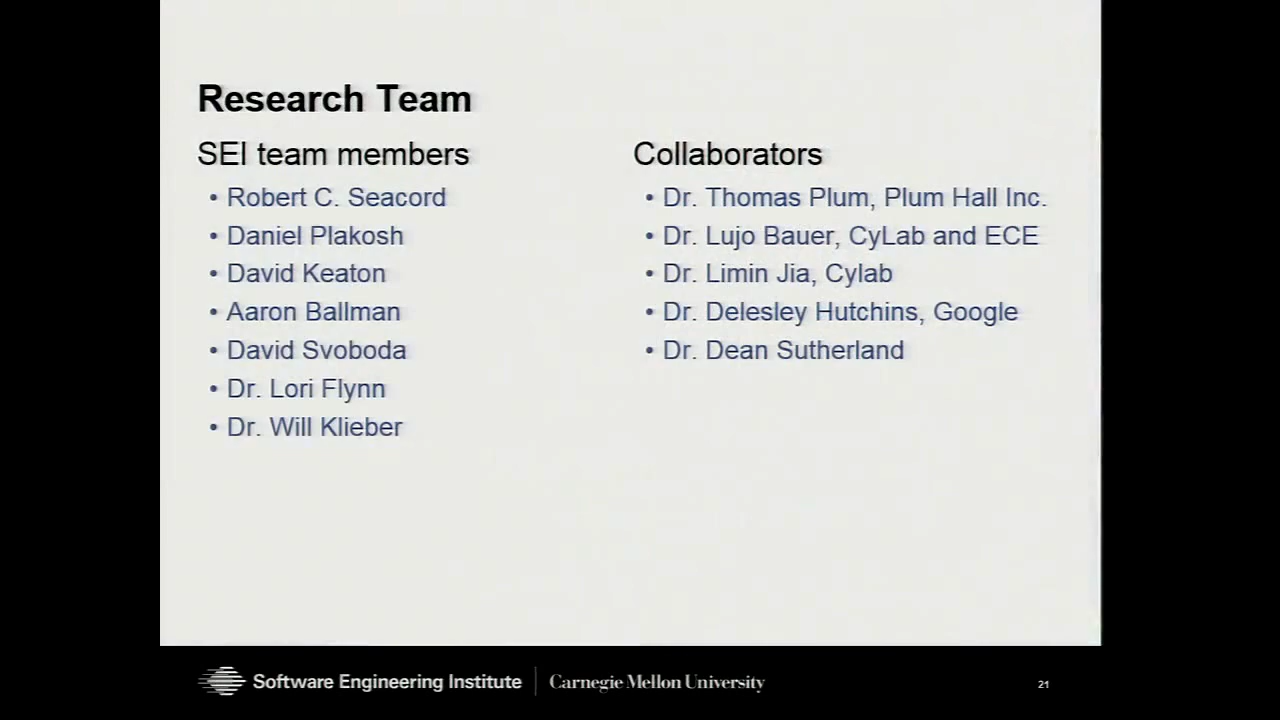 Research Team
SEI team members
• Robert C. Seacord
• Daniel Plakosh
• David Keaton
• Aaron Ballman
• David Svoboda
• Dr. Lori Flynn
• Dr. Will Klieber
Collaborators
• Dr. Thomas Plum, Plum Hall Inc.
• Dr. Lujo Bauer, CyLab and ECE
• Dr. Limin Jia, Cylab
• Dr. Delesley Hutchins, Google
• Dr. Dean Sutherland
Software Engineering Institute | Carnegie Mellon University
21